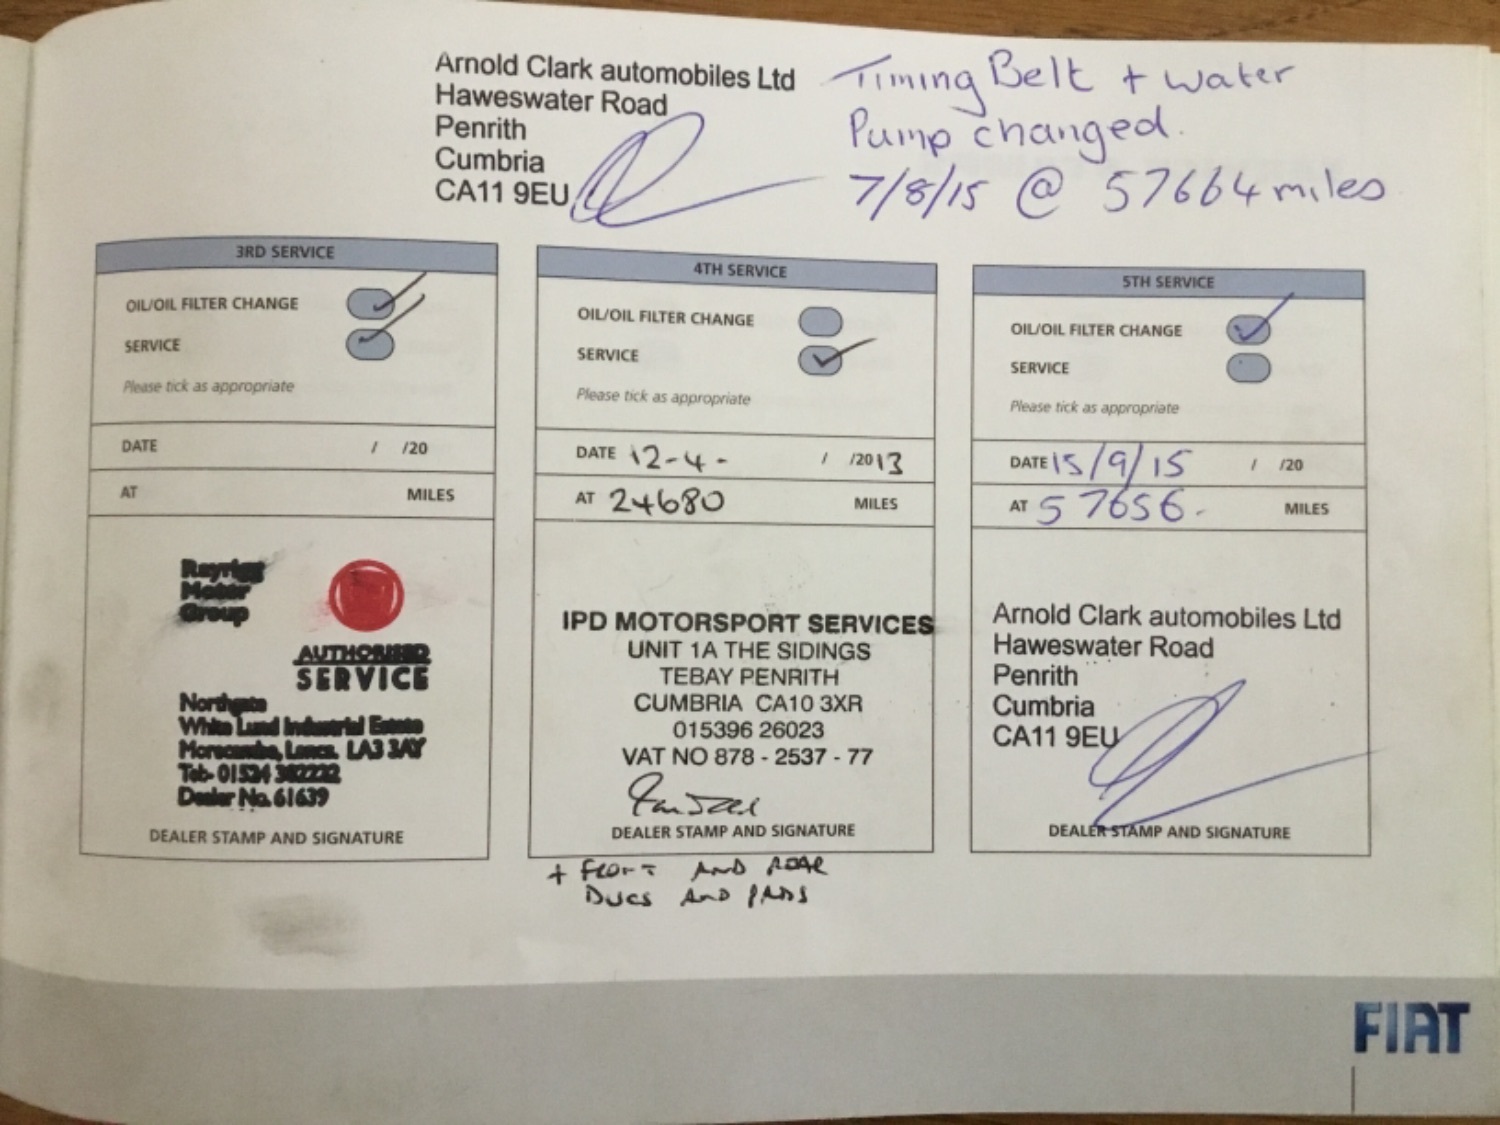 Arnold Clark automobiles Ltd
Haweswater Road
Penrith
Cumbria
CA11 9EU
Timing Belt + water
Pump changed.
7/8/15 @ 57664 miles
3RD SERVICE
OIL/OIL FILTER CHANGE
SERVICE
Please tick as appropriate
DATE / /20
AT MILES
Rayrigg
Motor
Group
AUTHORISED
SERVICE
Northgate
White Lund Industrial Estate
Morecambe, Lancs. LA3 3AY
Tel- 01524 382222
Dealer No. 61639
DEALER STAMP AND SIGNATURE
4TH SERVICE
OIL/OIL FILTER CHANGE
SERVICE
Please tick as appropriate
DATE 12-4- / /2013
AT 24680 MILES
IPD MOTORSPORT SERVICES
UNIT 1A THE SIDINGS
TEBAY PENRITH
CUMBRIA CA10 3XR
015396 26023
VAT NO 878 - 2537 - 77
DEALER STAMP AND SIGNATURE
+ FRONT AND REAR
DISCS AND PADS
5TH SERVICE
OIL/OIL FILTER CHANGE
SERVICE
Please tick as appropriate
DATE 15/9/15 / /20
AT 57656- MILES
Arnold Clark automobiles Ltd
Haweswater Road
Penrith
Cumbria
CA11 9EU
DEALER STAMP AND SIGNATURE
FIAT